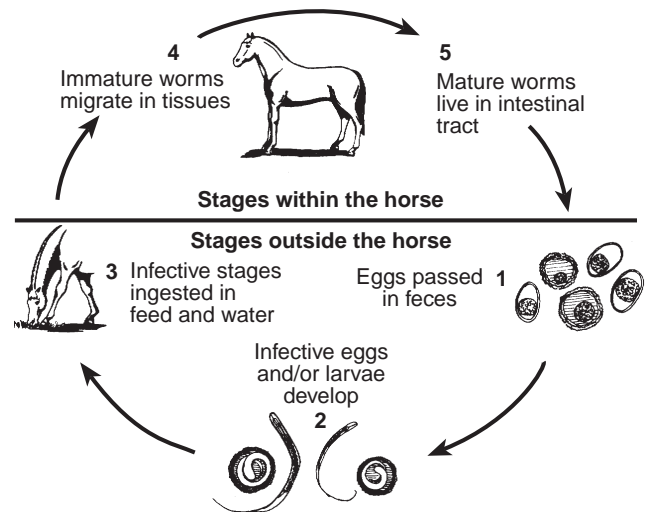 4
Immature worms
migrate in tissues
5
Mature worms
live in intestinal
tract
Stages within the horse
Stages outside the horse
3 Infective stages
ingested in
feed and water
Eggs passed 1
in feces
Infective eggs
and/or larvae
develop
2